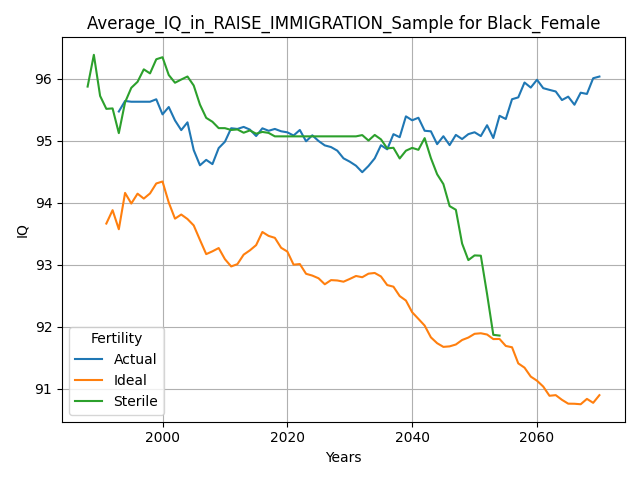 Average_IQ_in_RAISE_IMMIGRATION_Sample for Black_Female
96
95
94
93
92
91
IQ
Fertility
Actual
Ideal
Sterile
2000 2020 2040 2060
Years